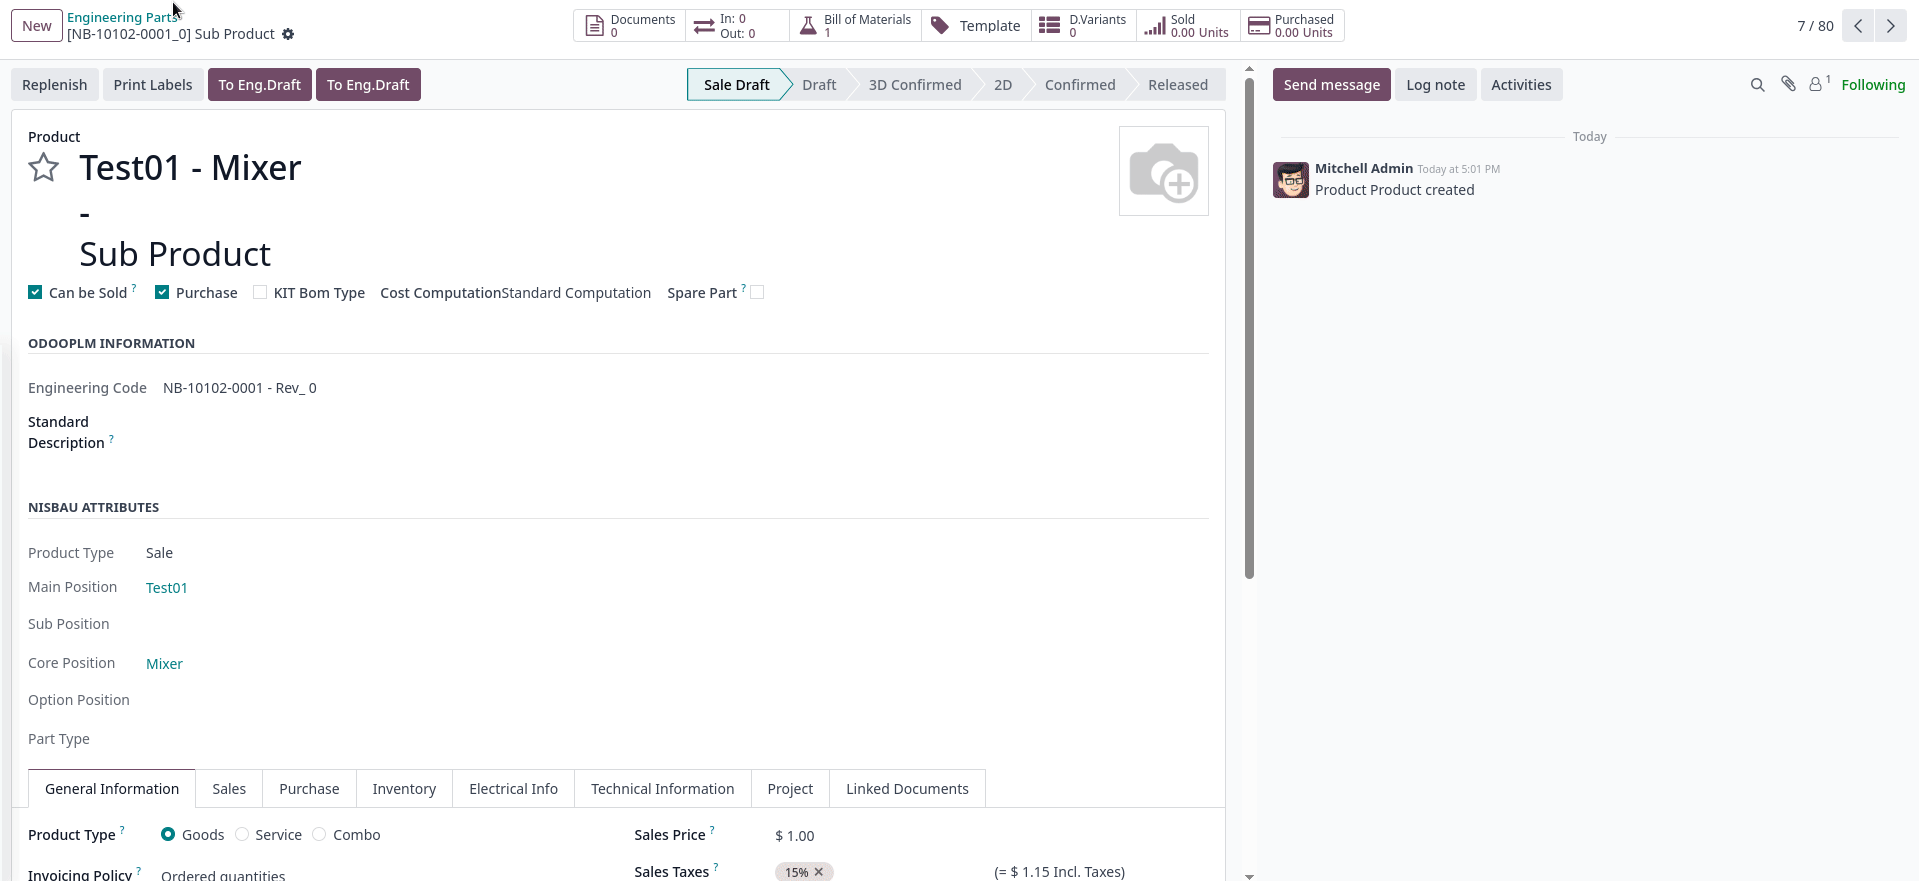 New
Engineering Parts
[NB-10102-0001_0] Sub Product
Documents
0
In: 0
Out: 0
Bill of Materials
1
Template
D.Variants
0
Sold
0.00 Units
Purchased
0.00 Units
7 / 80
Replenish
Print Labels
To Eng.Draft
To Eng.Draft
Sale Draft
Draft
3D Confirmed
2D
Confirmed
Released
Send message
Log note
Activities
1
Following
Product
Test01 - Mixer
-
Sub Product
Can be Sold ?
Purchase
KIT Bom Type
Cost Computation Standard Computation
Spare Part ?
Today
Mitchell Admin Today at 5:01 PM
Product Product created
ODOOPLM INFORMATION
Engineering Code NB-10102-0001 - Rev_ 0
Standard
Description ?
NISBAU ATTRIBUTES
Product Type Sale
Main Position Test01
Sub Position
Core Position Mixer
Option Position
Part Type
General Information
Sales
Purchase
Inventory
Electrical Info
Technical Information
Project
Linked Documents
Product Type ? Goods Service Combo
Sales Price ? $ 1.00
Invoicing Policy ? Ordered quantities
Sales Taxes ? 15% × (= $ 1.15 Incl. Taxes)